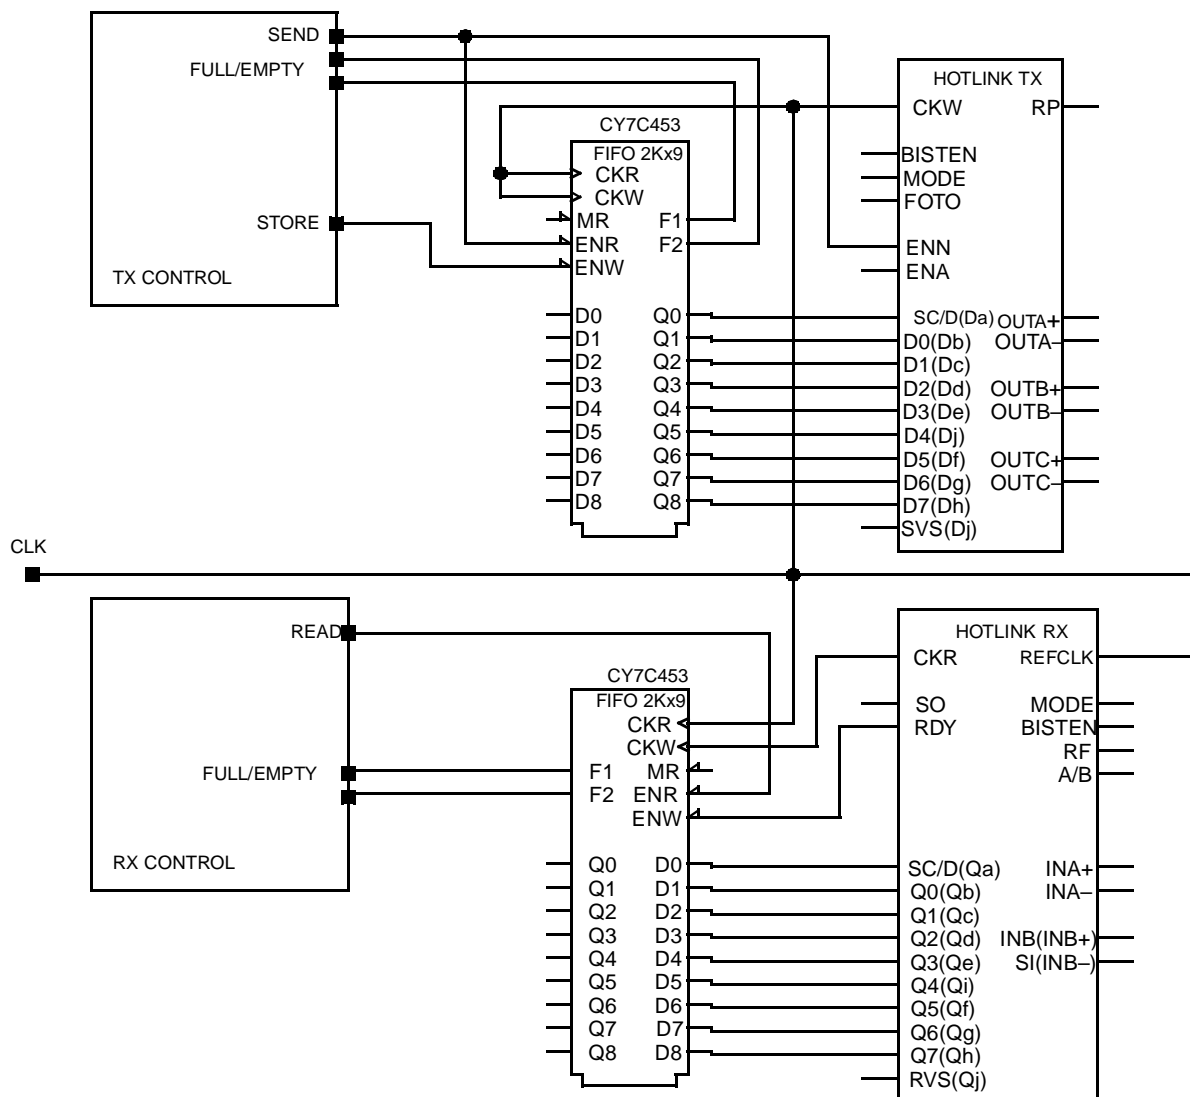 SEND
FULL/EMPTY
STORE
TX CONTROL
CY7C453
FIFO 2Kx9
CKR
CKW
MR
ENR
ENW
F1
F2
D0
D1
D2
D3
D4
D5
D6
D7
D8
Q0
Q1
Q2
Q3
Q4
Q5
Q6
Q7
Q8
HOTLINK TX
CKW
BISTEN
MODE
FOTO
ENN
ENA
SC/D(Da)
D0(Db)
D1(Dc)
D2(Dd)
D3(De)
D4(Dj)
D5(Df)
D6(Dg)
D7(Dh)
SVS(Dj)
RP
OUTA+
OUTA–
OUTB+
OUTB–
OUTC+
OUTC–
CLK
READ
FULL/EMPTY
RX CONTROL
CY7C453
FIFO 2Kx9
CKR
CKW
MR
ENR
ENW
F1
F2
Q0
Q1
Q2
Q3
Q4
Q5
Q6
Q7
Q8
D0
D1
D2
D3
D4
D5
D6
D7
D8
HOTLINK RX
CKR
SO
RDY
SC/D(Qa)
Q0(Qb)
Q1(Qc)
Q2(Qd)
Q3(Qe)
Q4(Qi)
Q5(Qf)
Q6(Qg)
Q7(Qh)
RVS(Qj)
REFCLK
MODE
BISTEN
RF
A/B
INA+
INA–
INB(INB+)
SI(INB–)